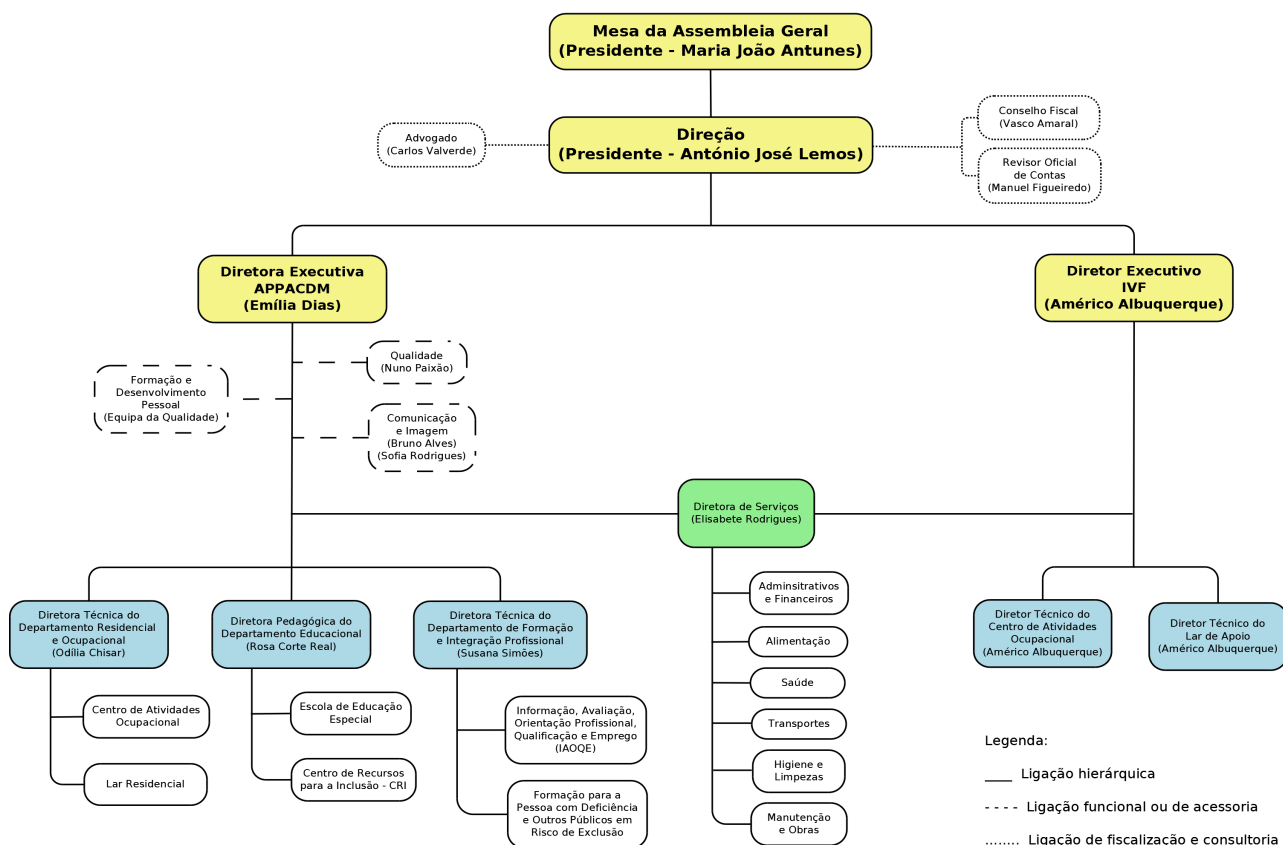 Mesa da Assembleia Geral
(Presidente - Maria João Antunes)
Advogado
(Carlos Valverde)
Direção
(Presidente - António José Lemos)
Conselho Fiscal
(Vasco Amaral)
Revisor Oficial
de Contas
(Manuel Figueiredo)
Diretora Executiva
APPACDM
(Emília Dias)
Diretor Executivo
IVF
(Américo Albuquerque)
Qualidade
(Nuno Paixão)
Formação e
Desenvolvimento
Pessoal
(Equipa da Qualidade)
Comunicação
e Imagem
(Bruno Alves)
(Sofia Rodrigues)
Diretora de Serviços
(Elisabete Rodrigues)
Diretora Técnica do
Departamento Residencial
e Ocupacional
(Odília Chisar)
Diretora Pedagógica do
Departamento Educacional
(Rosa Corte Real)
Diretora Técnica do
Departamento de Formação
e Integração Profissional
(Susana Simões)
Adminsitrativos
e Financeiros
Alimentação
Saúde
Transportes
Higiene e
Limpezas
Manutenção
e Obras
Diretor Técnico do
Centro de Atividades
Ocupacional
(Américo Albuquerque)
Diretor Técnico do
Lar de Apoio
(Américo Albuquerque)
Centro de Atividades
Ocupacional
Lar Residencial
Escola de Educação
Especial
Centro de Recursos
para a Inclusão - CRI
Informação, Avaliação,
Orientação Profissional,
Qualificação e Emprego
(IAOQE)
Formação para a
Pessoa com Deficiência
e Outros Públicos em
Risco de Exclusão
Legenda:
____ Ligação hierárquica
- - - - Ligação funcional ou de acessoria
........ Ligação de fiscalização e consultoria